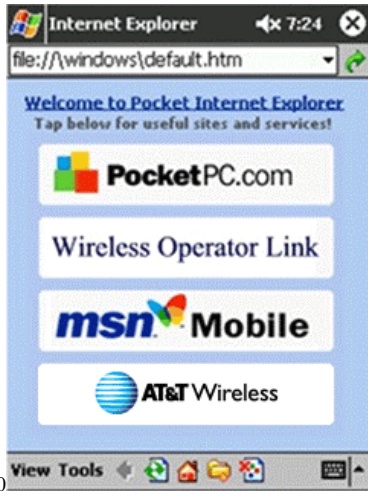 Internet Explorer 7:24
file://\windows\default.htm
Welcome to Pocket Internet Explorer
Tap below for useful sites and services!
PocketPC.com
Wireless Operator Link
msn Mobile
AT&T Wireless
View Tools